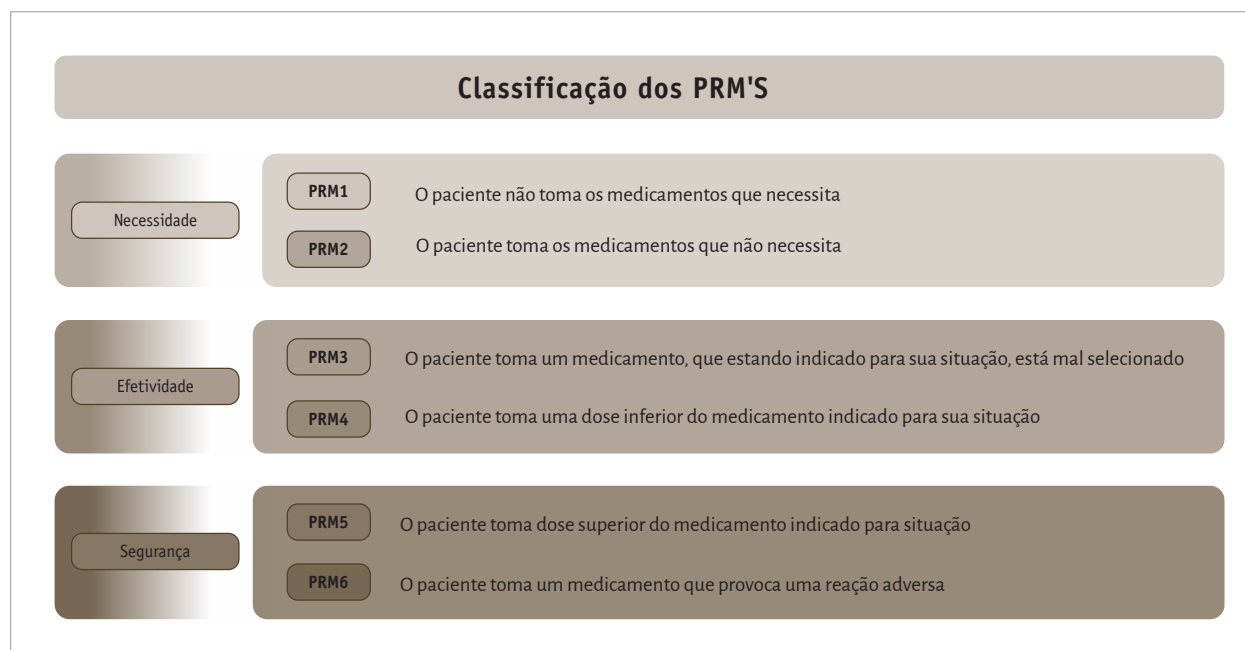 Classificação dos PRM'S
Necessidade
PRM1
O paciente não toma os medicamentos que necessita
PRM2
O paciente toma os medicamentos que não necessita
Efetividade
PRM3
O paciente toma um medicamento, que estando indicado para sua situação, está mal selecionado
PRM4
O paciente toma uma dose inferior do medicamento indicado para sua situação
Segurança
PRM5
O paciente toma dose superior do medicamento indicado para situação
PRM6
O paciente toma um medicamento que provoca uma reação adversa